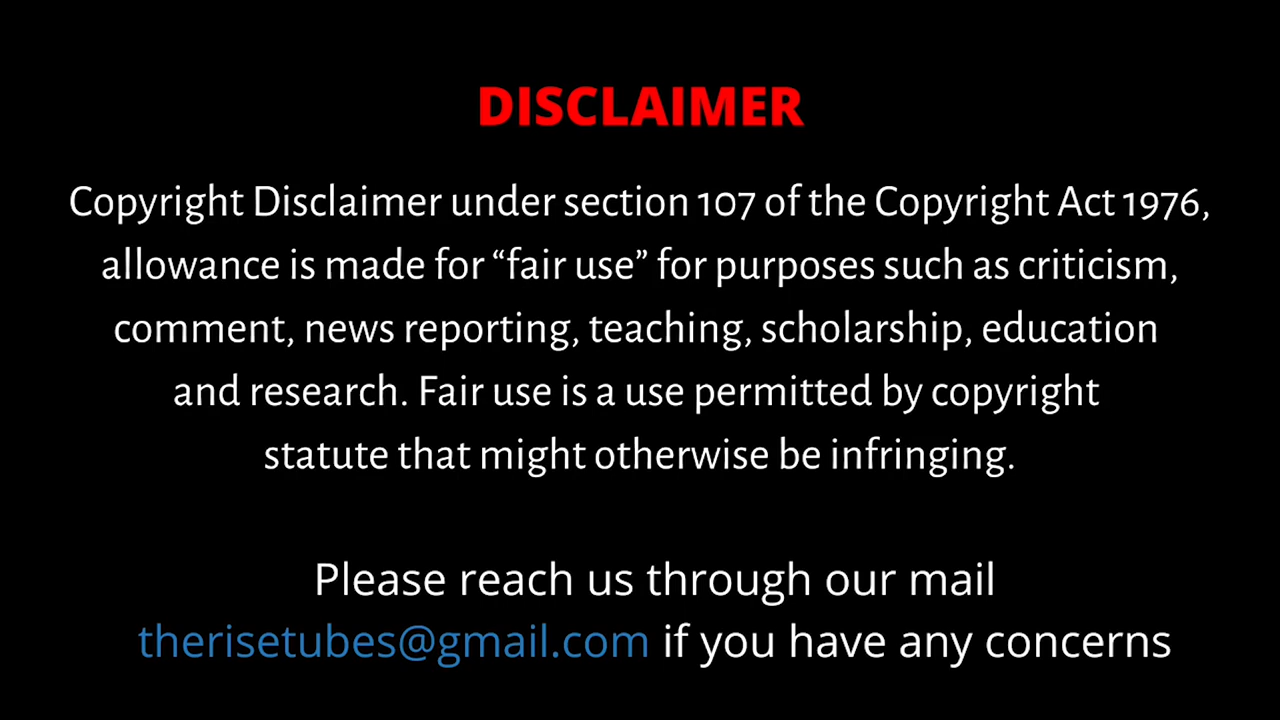 DISCLAIMER
Copyright Disclaimer under section 107 of the Copyright Act 1976,
allowance is made for “fair use” for purposes such as criticism,
comment, news reporting, teaching, scholarship, education
and research. Fair use is a use permitted by copyright
statute that might otherwise be infringing.
Please reach us through our mail
therisetubes@gmail.com if you have any concerns